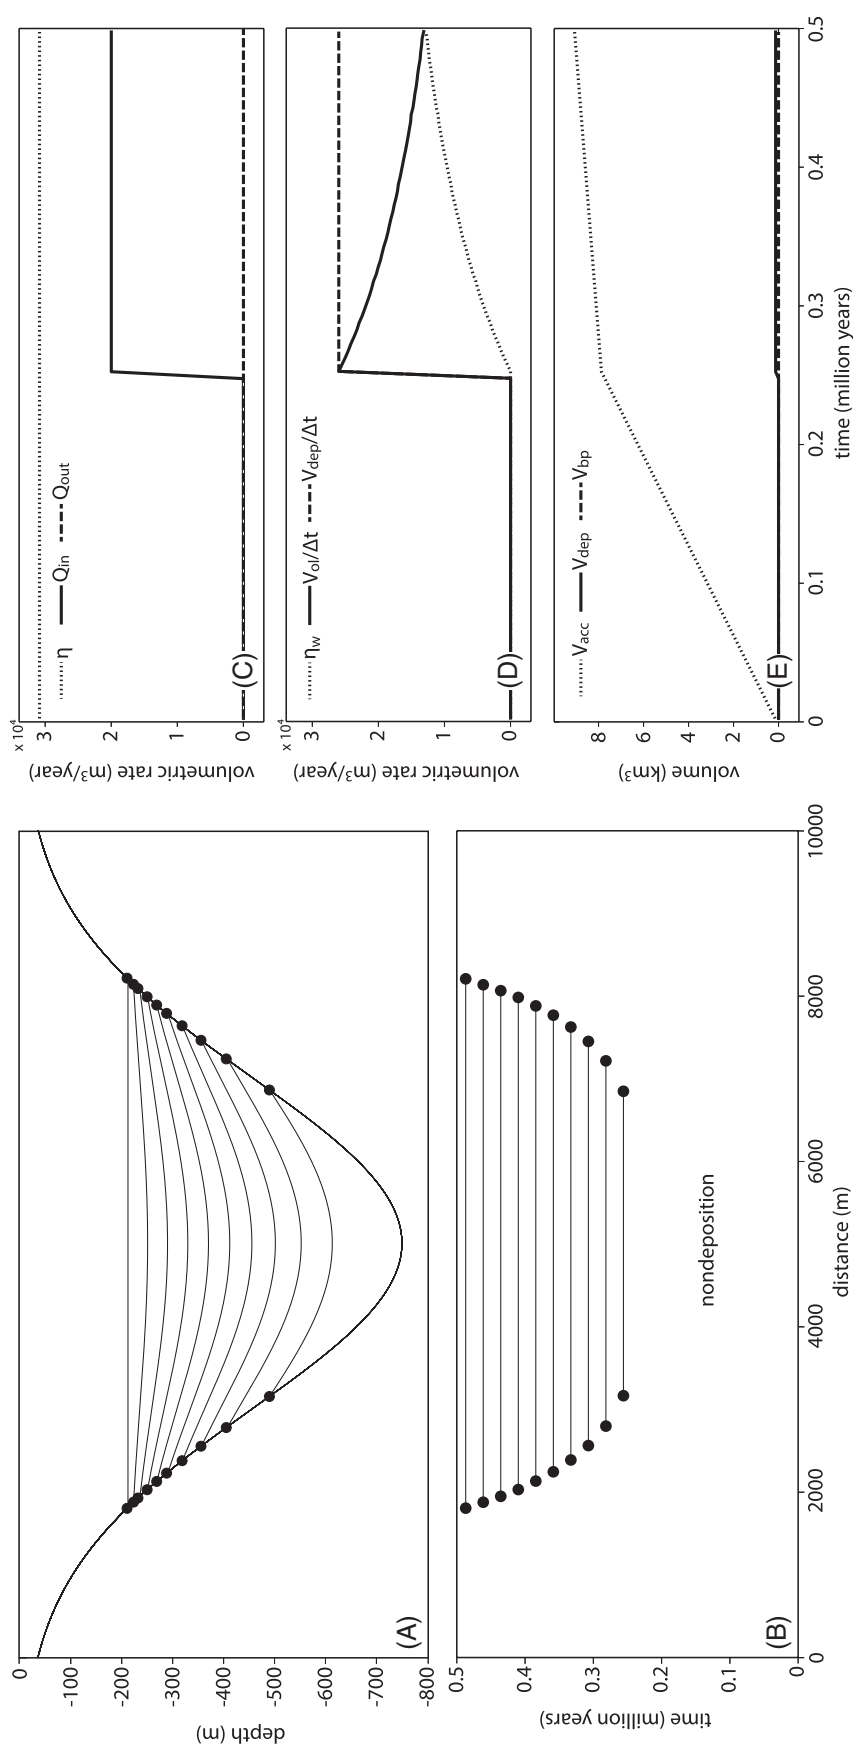 0
-100
-200
-300
-400
-500
-600
-700
-800
depth (m)
(A)
0.5
0.4
0.3
0.2
0.1
0
time (million years)
nondeposition
(B)
0
2000
4000
6000
8000
10000
distance (m)
x 10⁴
3
2
1
0
volumetric rate (m³/year)
η Q_in Q_out
(C)
x 10⁴
3
2
1
0
volumetric rate (m³/year)
η_w V_ol/Δt V_dep/Δt
(D)
8
6
4
2
0
volume (km³)
V_acc V_dep V_bp
(E)
0
0.1
0.2
0.3
0.4
0.5
time (million years)